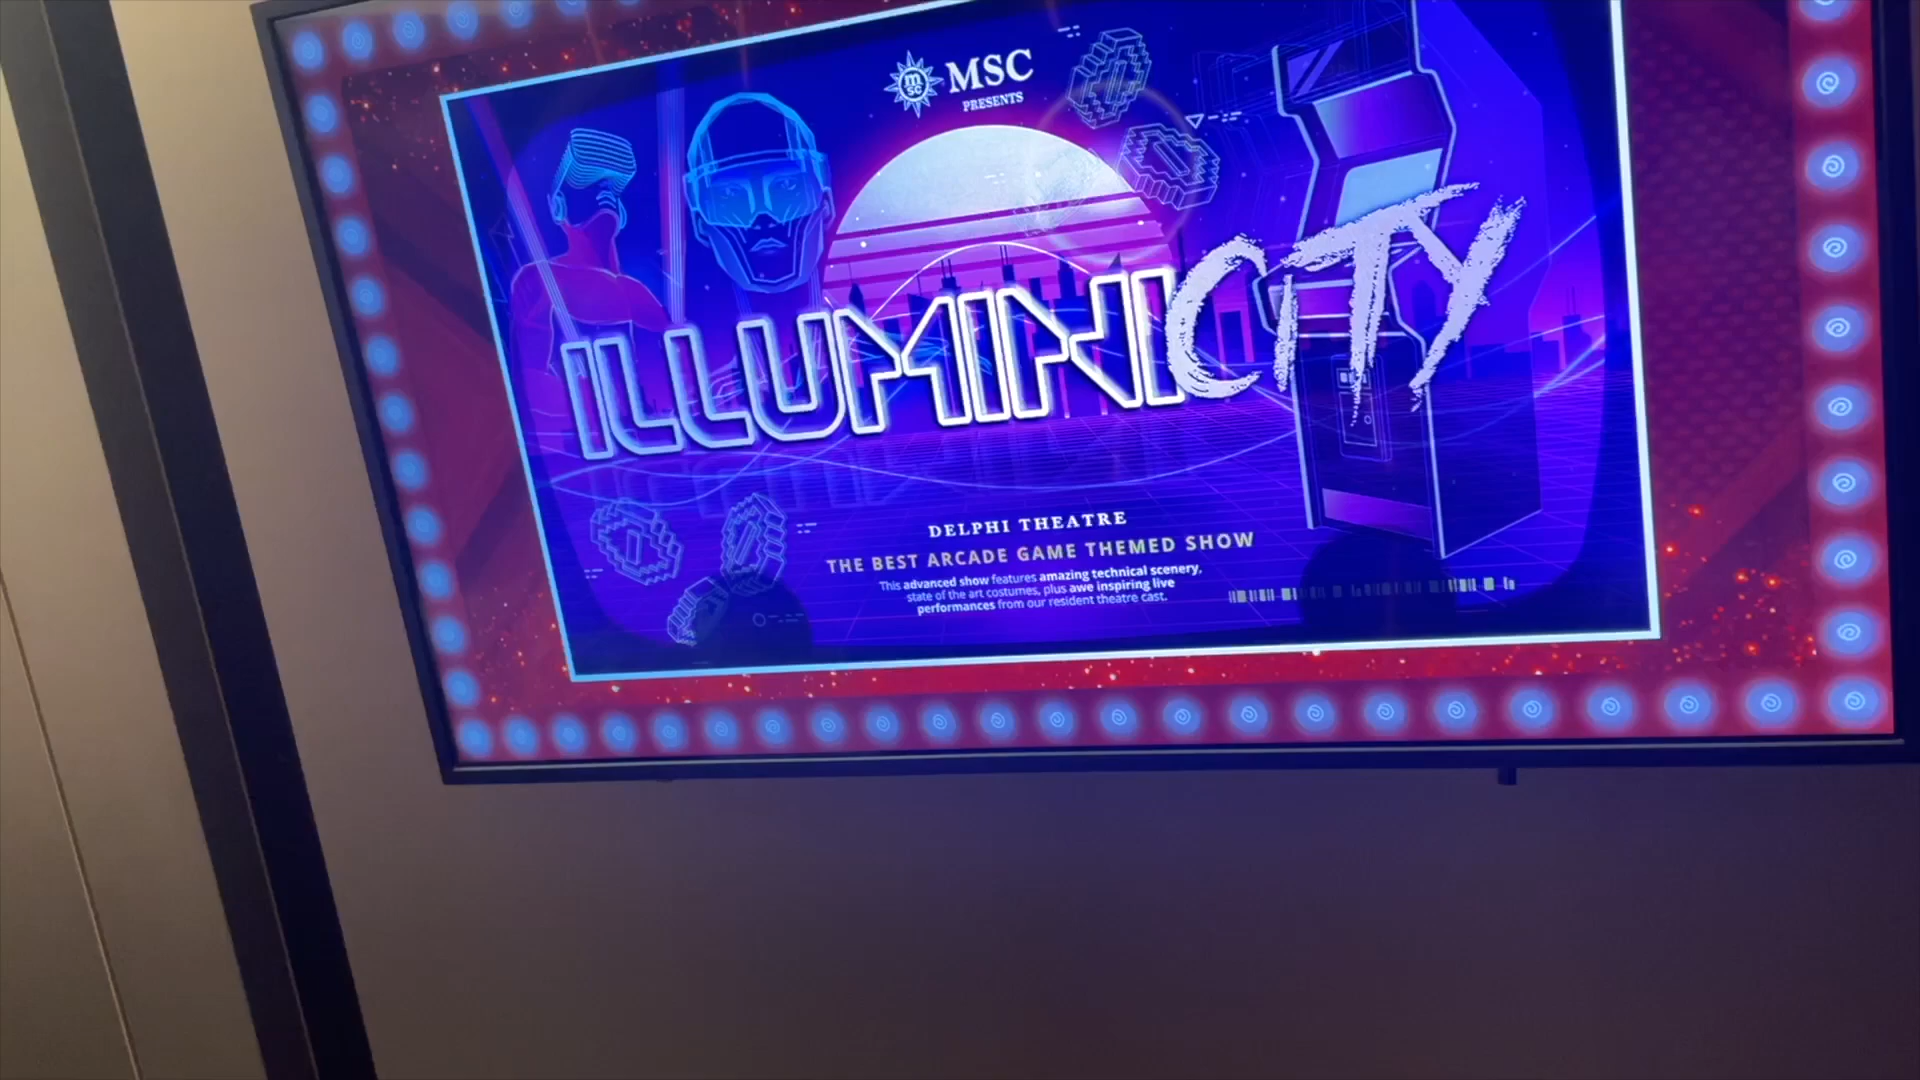 MSC
PRESENTS
ILLUMINICITY
DELPHI THEATRE
THE BEST ARCADE GAME THEMED SHOW
This advanced show features amazing technical scenery,
state of the art costumes, plus awe inspiring live
performances from our resident theatre cast.